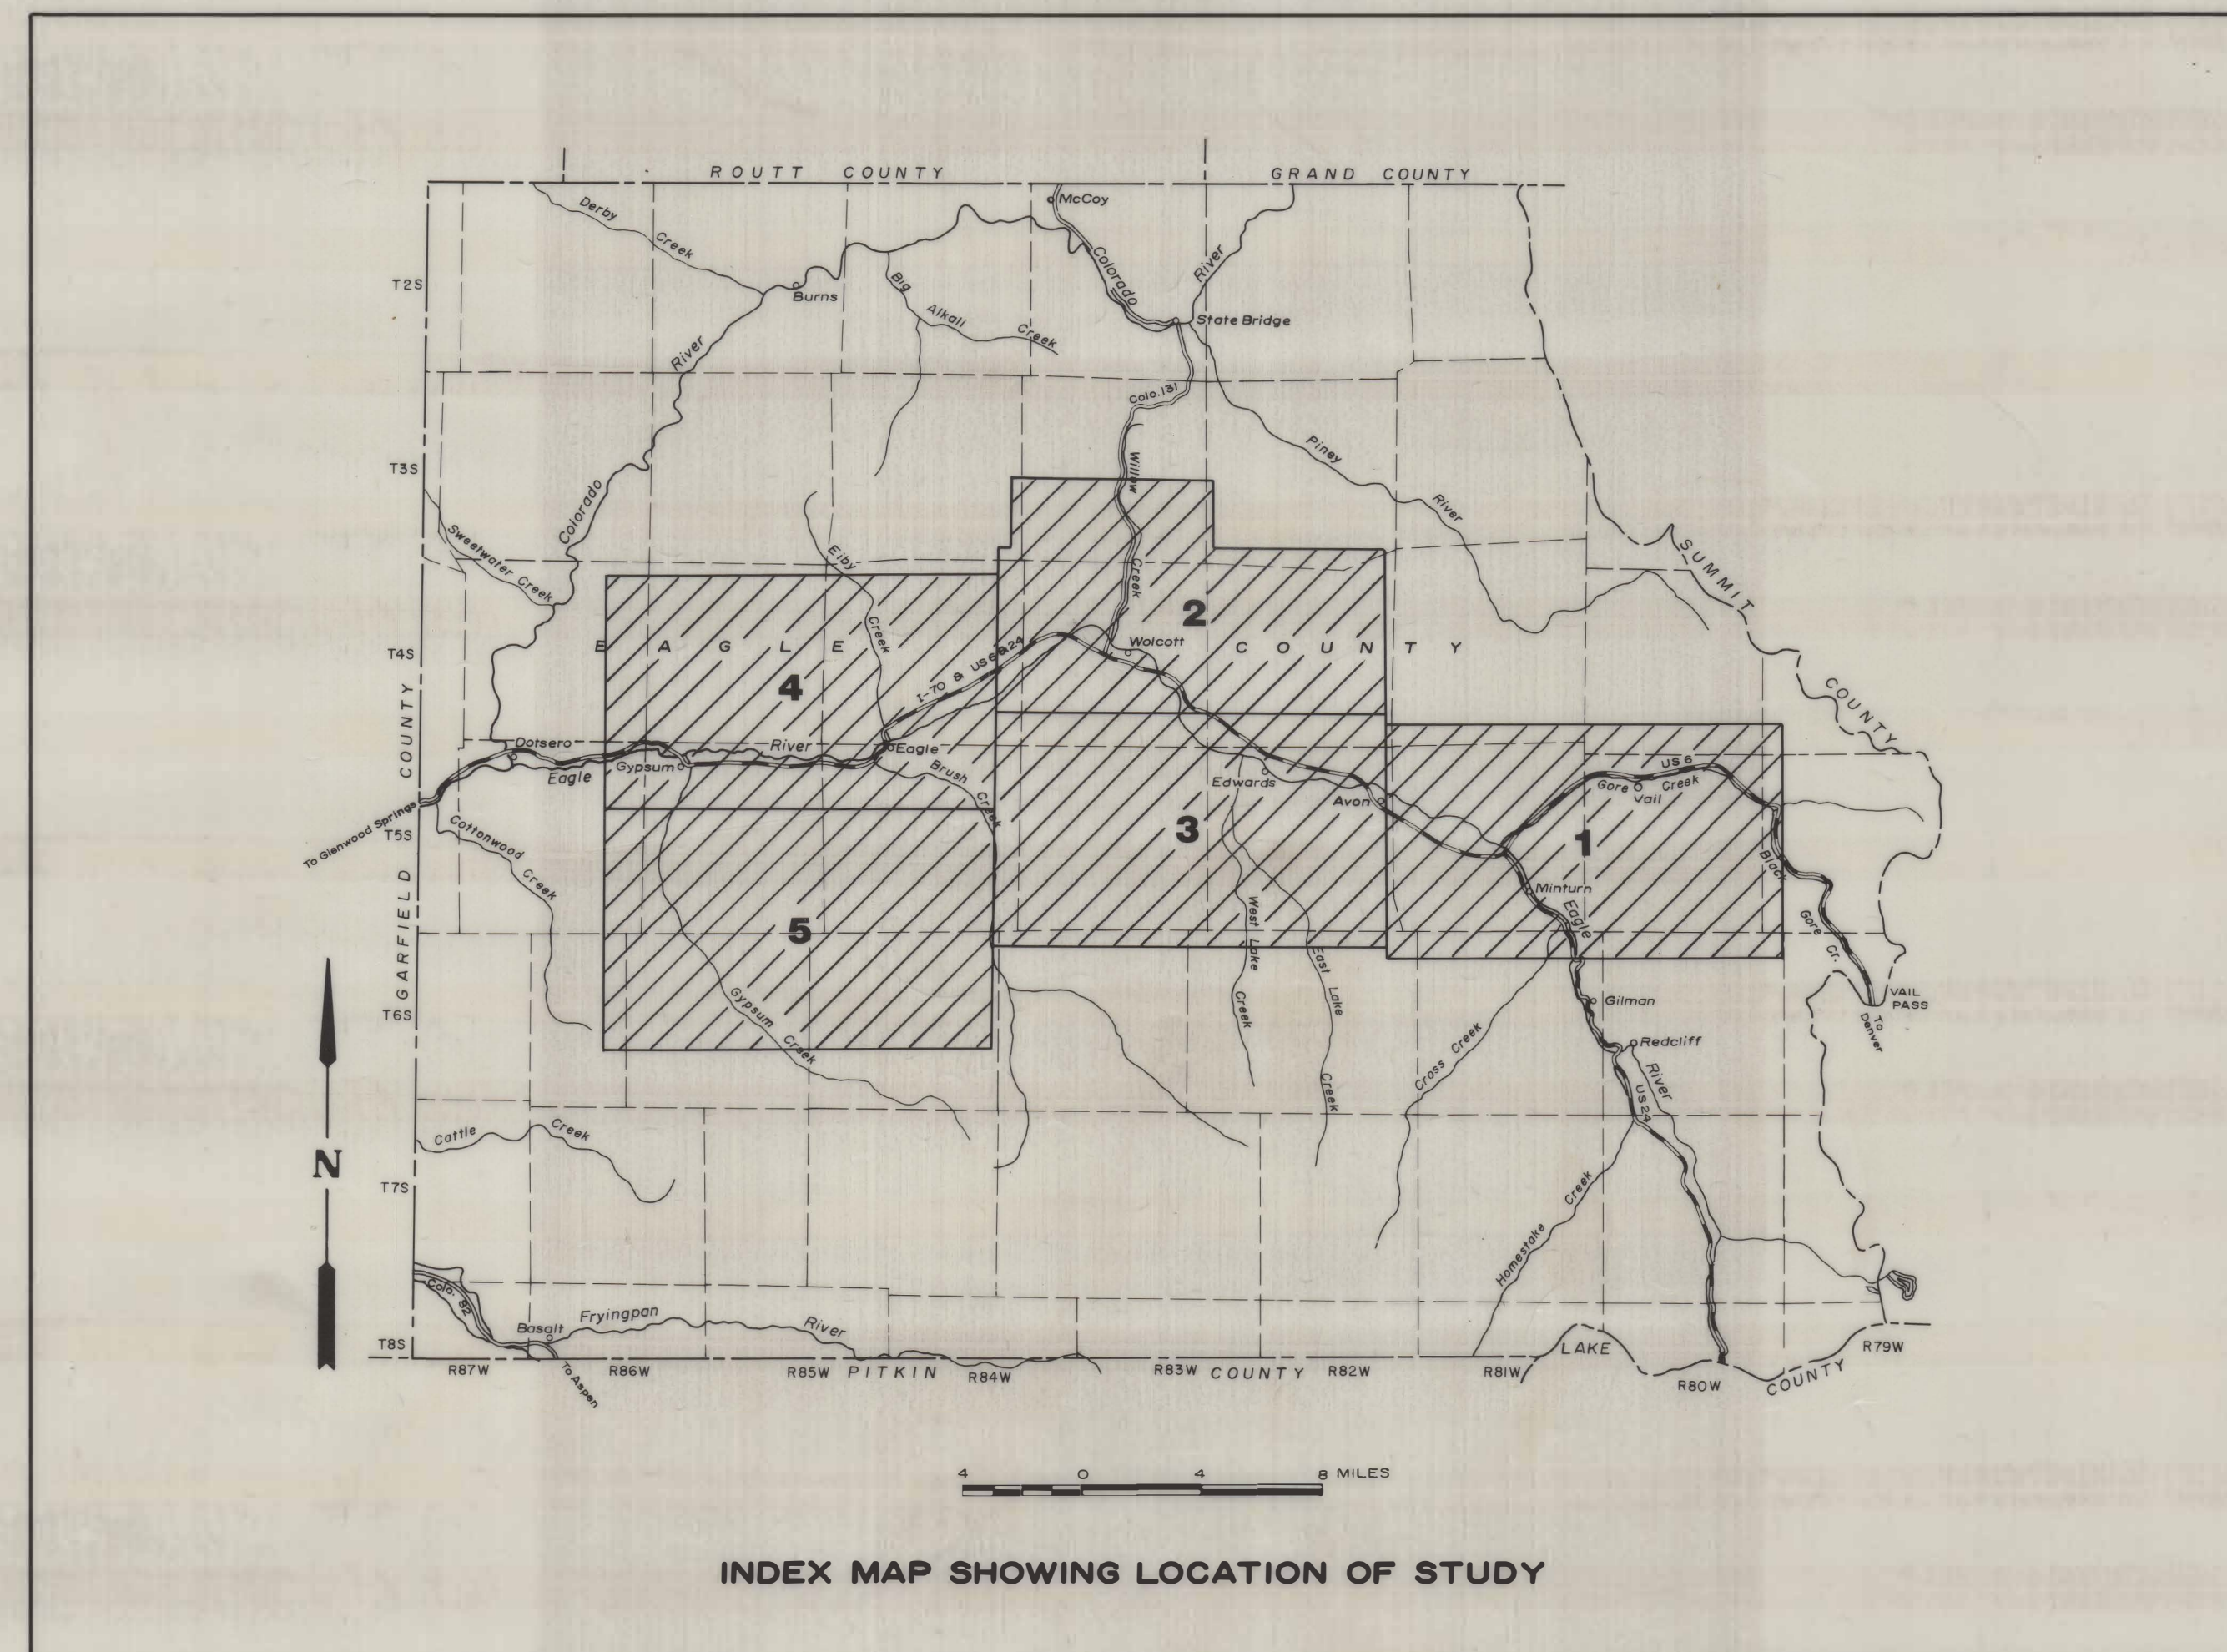 ROUTT COUNTY
GRAND COUNTY
McCoy
Derby
Creek
Colorado
River
T2S
Burns
Big
Alkali
Creek
State Bridge
River
Colo. 131
Piney
River
T3S
Willow
Creek
Colorado
Sweetwater Creek
Eiby
Creek
SUMMIT
COUNTY
2
EAGLE COUNTY
T4S
Wolcott
I-70 & US6&24
4
GARFIELD COUNTY
Dotsero
River
Eagle
Eagle
Gypsum
Brush Creek
Edwards
Avon
US6
Gore Creek
Vail
To Glenwood Springs
T5S
Cottonwood
Creek
3
1
Black
Gore Cr.
Minturn
Eagle
West Lake
Creek
East Lake
Creek
5
VAIL
PASS
To
Denver
Gypsum
Creek
T6S
Gilman
Redcliff
River
US24
Cross Creek
N
Cattle
Creek
T7S
Homestake
Creek
Colo. 82
Basalt
Fryingpan
River
T8S
To Aspen
LAKE
COUNTY
R87W
R86W
R85W
PITKIN
R84W
R83W
COUNTY
R82W
R81W
R80W
R79W
4 0 4 8 MILES
INDEX MAP SHOWING LOCATION OF STUDY